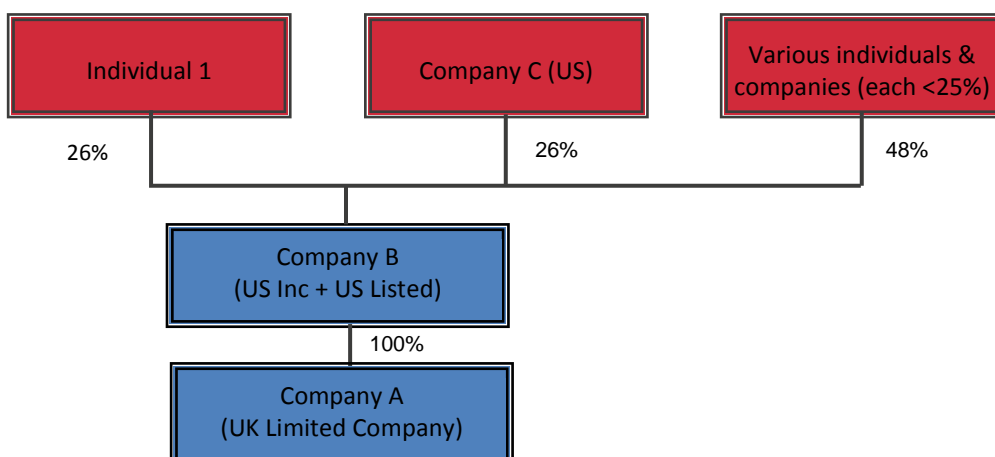 Individual 1
Company C (US)
Various individuals &
companies (each <25%)
26%
26%
48%
Company B
(US Inc + US Listed)
100%
Company A
(UK Limited Company)